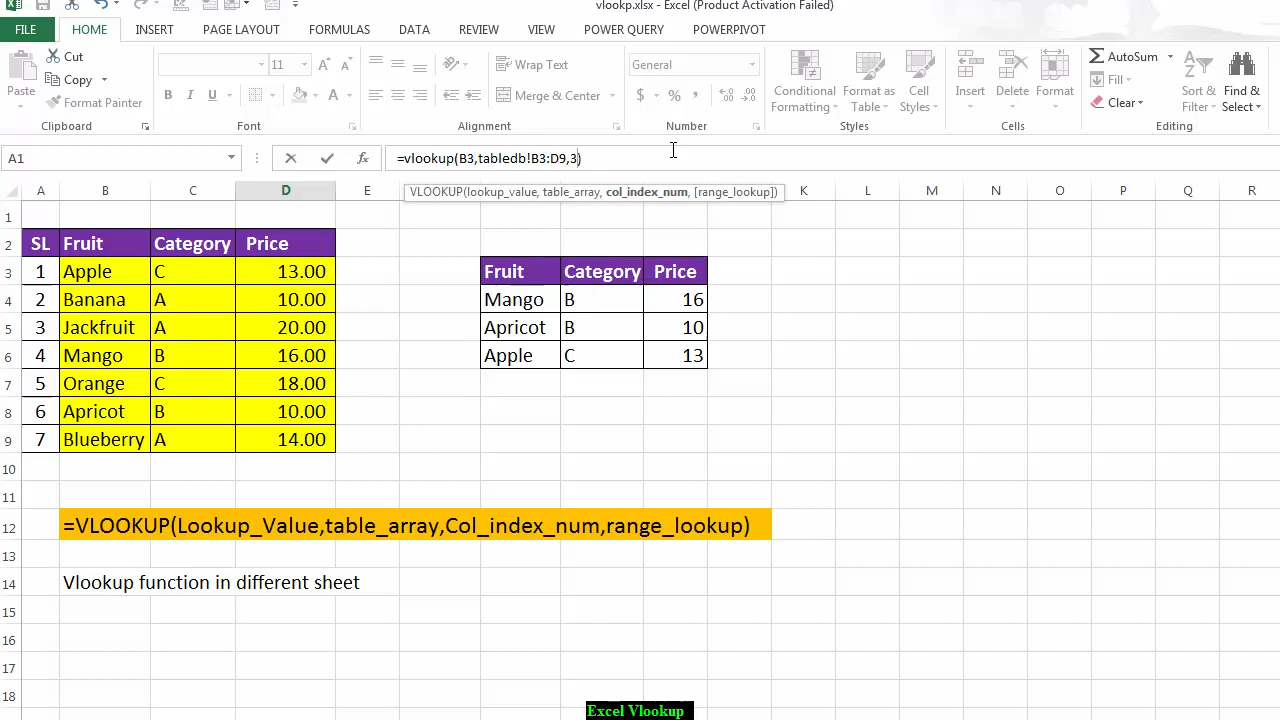 vlookp.xlsx - Excel (Product Activation Failed)
FILE HOME INSERT PAGE LAYOUT FORMULAS DATA REVIEW VIEW POWER QUERY POWERPIVOT
Cut
Copy
Format Painter
Paste
Clipboard
11
B I U
Font
Wrap Text
Merge & Center
Alignment
General
$ % ,
Number
Conditional Formatting
Format as Table
Cell Styles
Styles
Insert Delete Format
Cells
AutoSum
Fill
Clear
Sort & Filter
Find & Select
Editing
A1 =vlookup(B3,tabledb!B3:D9,3)
VLOOKUP(lookup_value, table_array, col_index_num, [range_lookup])
A B C D E K L M N O P Q R
1
2 SL Fruit Category Price
3 1 Apple C 13.00 Fruit Category Price
4 2 Banana A 10.00 Mango B 16
5 3 Jackfruit A 20.00 Apricot B 10
6 4 Mango B 16.00 Apple C 13
7 5 Orange C 18.00
8 6 Apricot B 10.00
9 7 Blueberry A 14.00
10
11
12 =VLOOKUP(Lookup_Value,table_array,Col_index_num,range_lookup)
13
14 Vlookup function in different sheet
15
16
17
18
Excel Vlookup